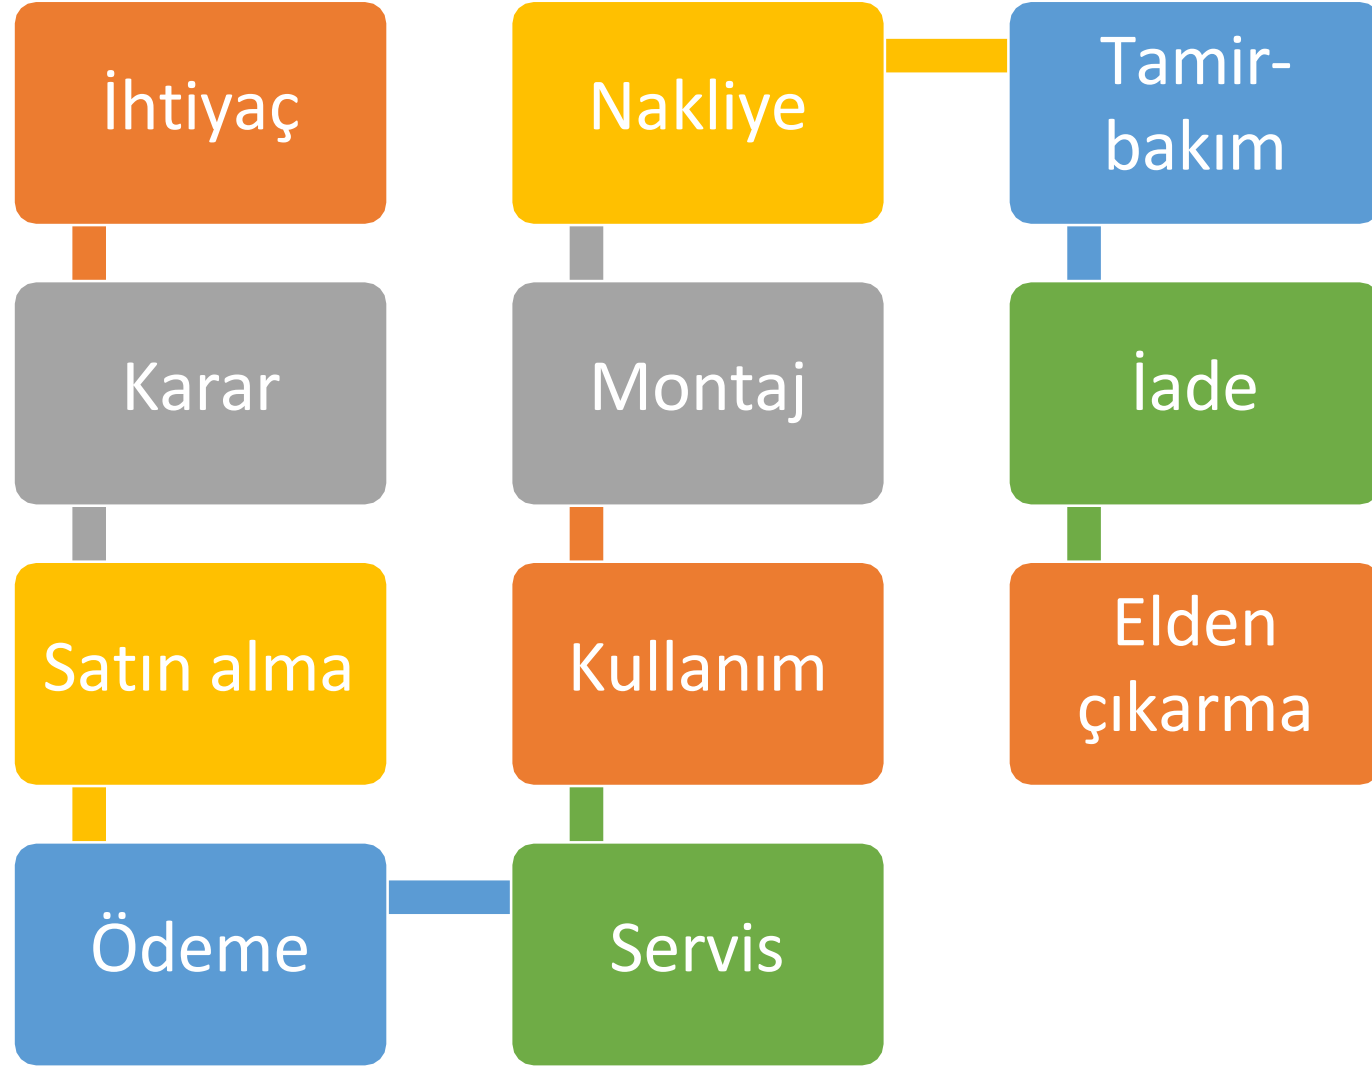 İhtiyaç
Karar
Satın alma
Ödeme
Servis
Kullanım
Montaj
Nakliye
Tamir-
bakım
İade
Elden
çıkarma